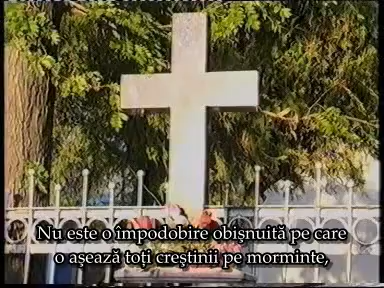 Nu este o împodobire obişnuită pe care
o aşează toţi creştinii pe morminte,